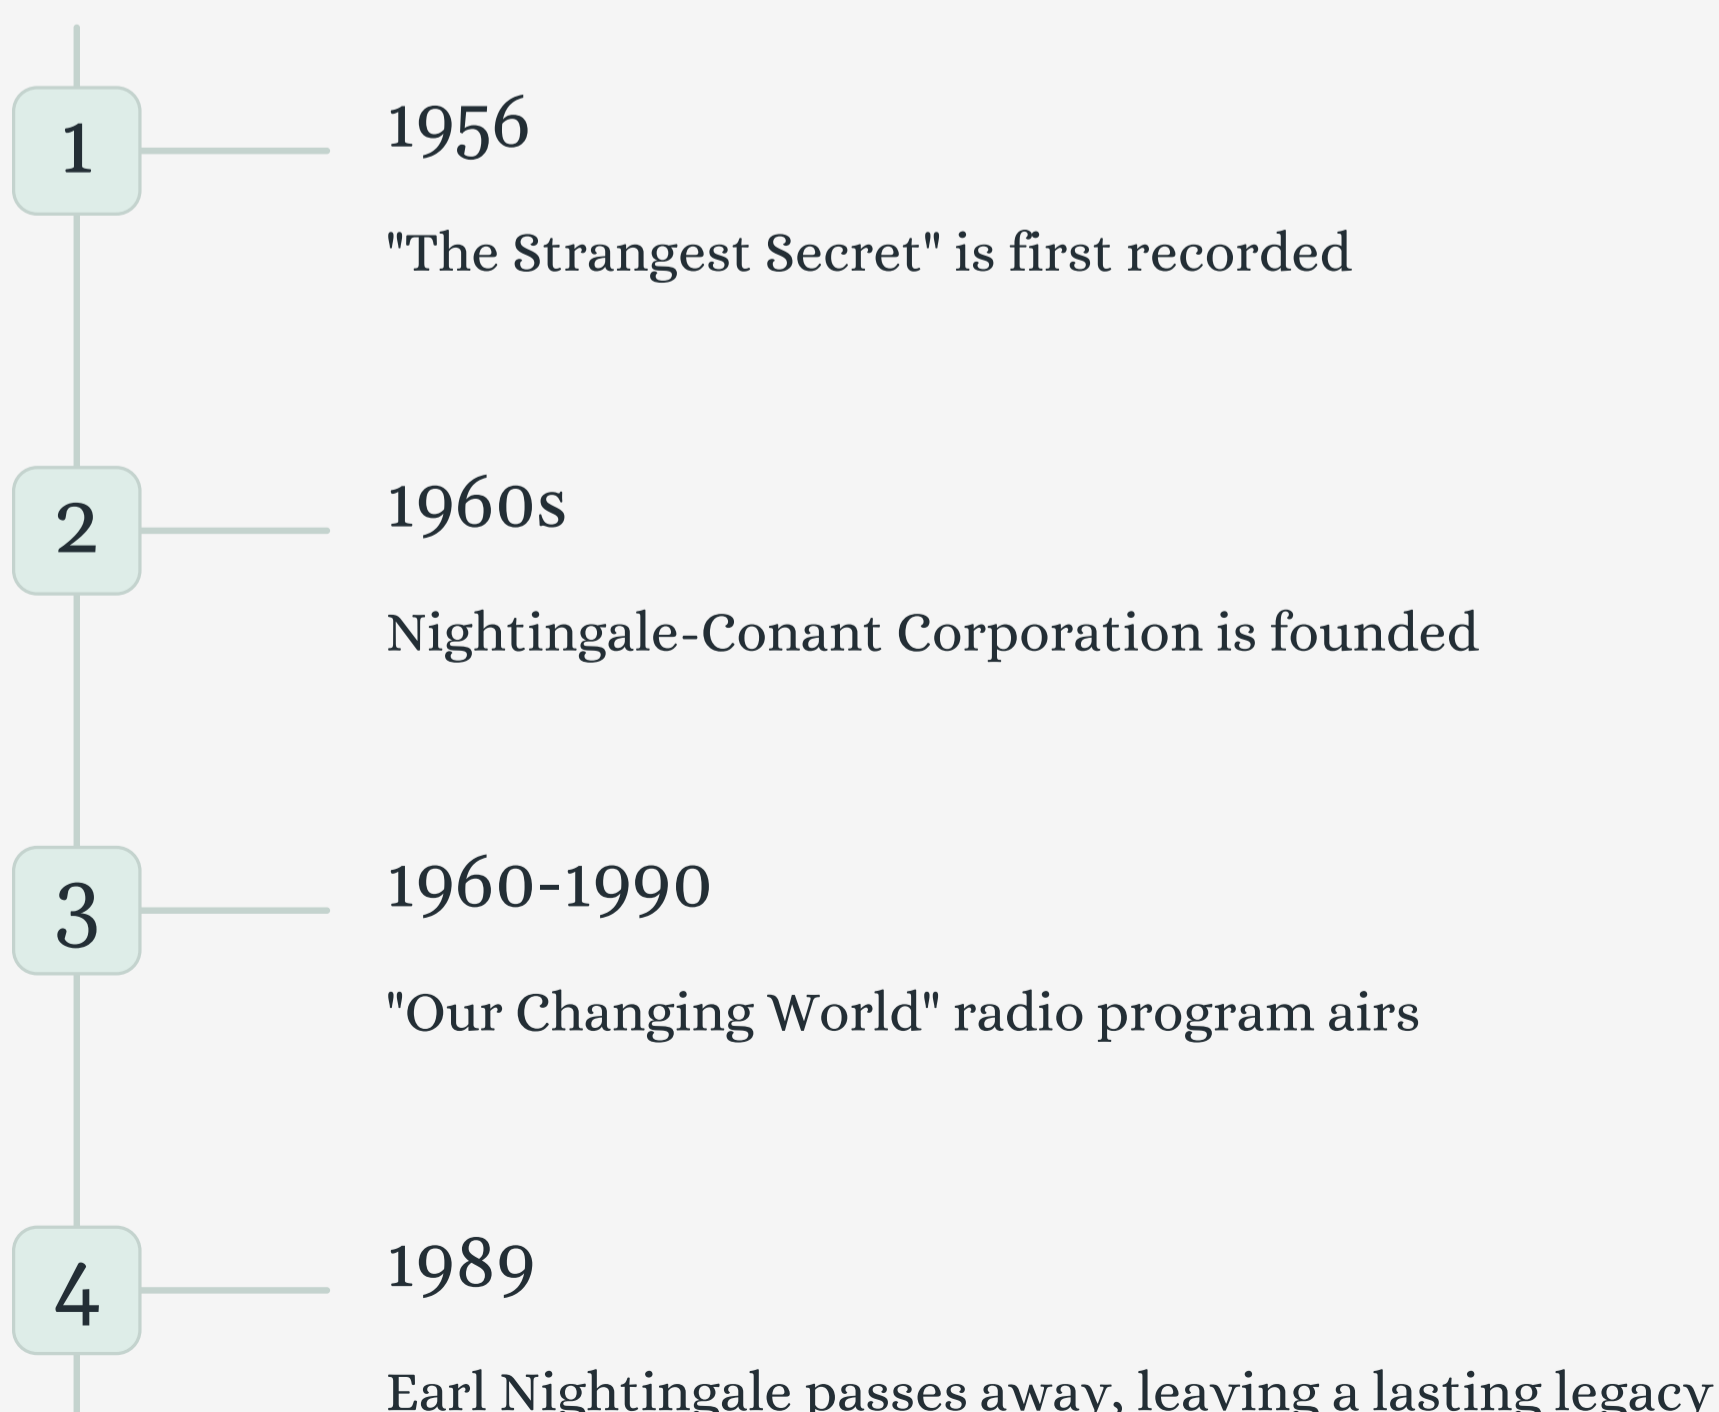 1
1956
"The Strangest Secret" is first recorded
2
1960s
Nightingale-Conant Corporation is founded
3
1960-1990
"Our Changing World" radio program airs
4
1989
Earl Nightingale passes away, leaving a lasting legacy